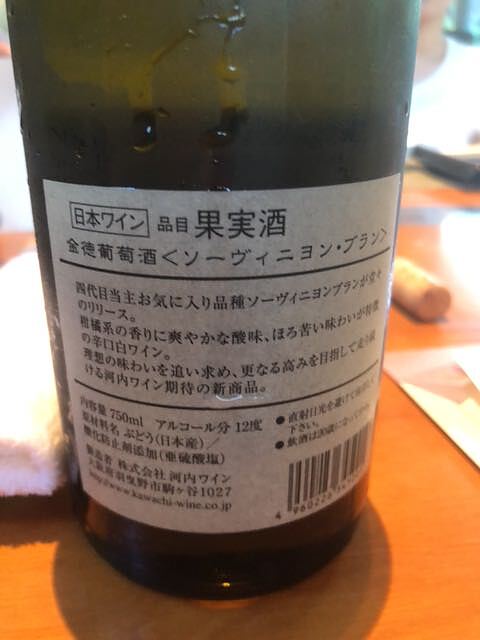 日本ワイン 品目 果実酒
金徳葡萄酒<ソーヴィニヨン・ブラン>
四代目当主お気に入り品種ソーヴィニヨンブランが堂々
のリリース。
柑橘系の香りに爽やかな酸味、ほろ苦い味わいが特徴
の辛口白ワイン。
理想の味わいを追い求め、更なる高みを目指して走り続
ける河内ワイン期待の新商品。
内容量 750ml アルコール分 12度
原材料名 ぶどう(日本産)/
酸化防止剤添加(亜硫酸塩)
製造者 株式会社 河内ワイン
大阪府羽曳野市駒ヶ谷1027
http://www.kawachi-wine.co.jp
● 直射日光を避けて保存して
下さい。
● 飲酒は20歳になってから。
4 960226